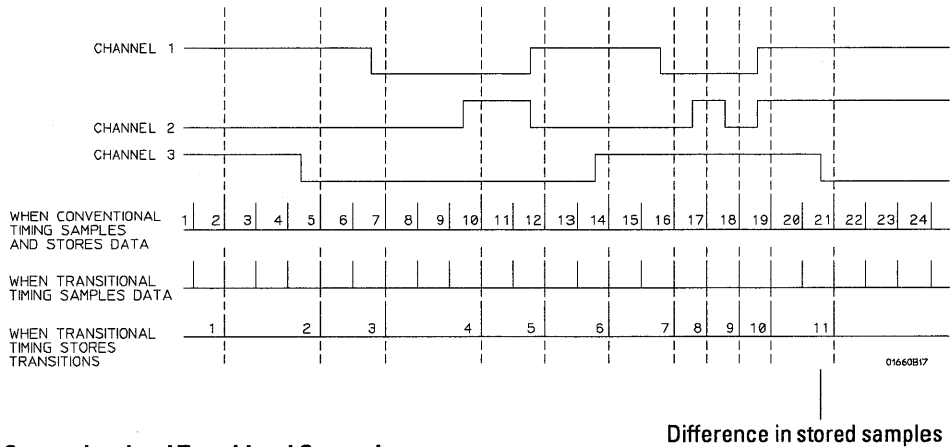 CHANNEL 1
CHANNEL 2
CHANNEL 3
WHEN CONVENTIONAL
TIMING SAMPLES
AND STORES DATA
1 2 3 4 5 6 7 8 9 10 11 12 13 14 15 16 17 18 19 20 21 22 23 24
WHEN TRANSITIONAL
TIMING SAMPLES DATA
WHEN TRANSITIONAL
TIMING STORES
TRANSITIONS
1 2 3 4 5 6 7 8 9 10 11
01660B17
Difference in stored samples